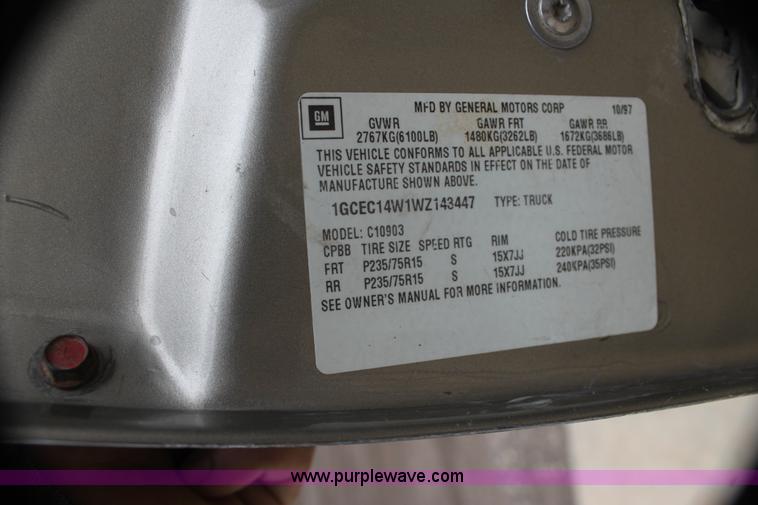 GM
MFD BY GENERAL MOTORS CORP 10/97
GVWR GAWR FRT GAWR RR
2767KG(6100LB) 1480KG(3262LB) 1672KG(3686LB)
THIS VEHICLE CONFORMS TO ALL APPLICABLE U.S. FEDERAL MOTOR
VEHICLE SAFETY STANDARDS IN EFFECT ON THE DATE OF
MANUFACTURE SHOWN ABOVE.
1GCEC14W1WZ143447 TYPE: TRUCK
MODEL: C10903
CPBB TIRE SIZE SPEED RTG RIM COLD TIRE PRESSURE
FRT P235/75R15 S 15X7JJ 220KPA(32PSI)
RR P235/75R15 S 15X7JJ 240KPA(35PSI)
SEE OWNER'S MANUAL FOR MORE INFORMATION.
www.purplewave.com